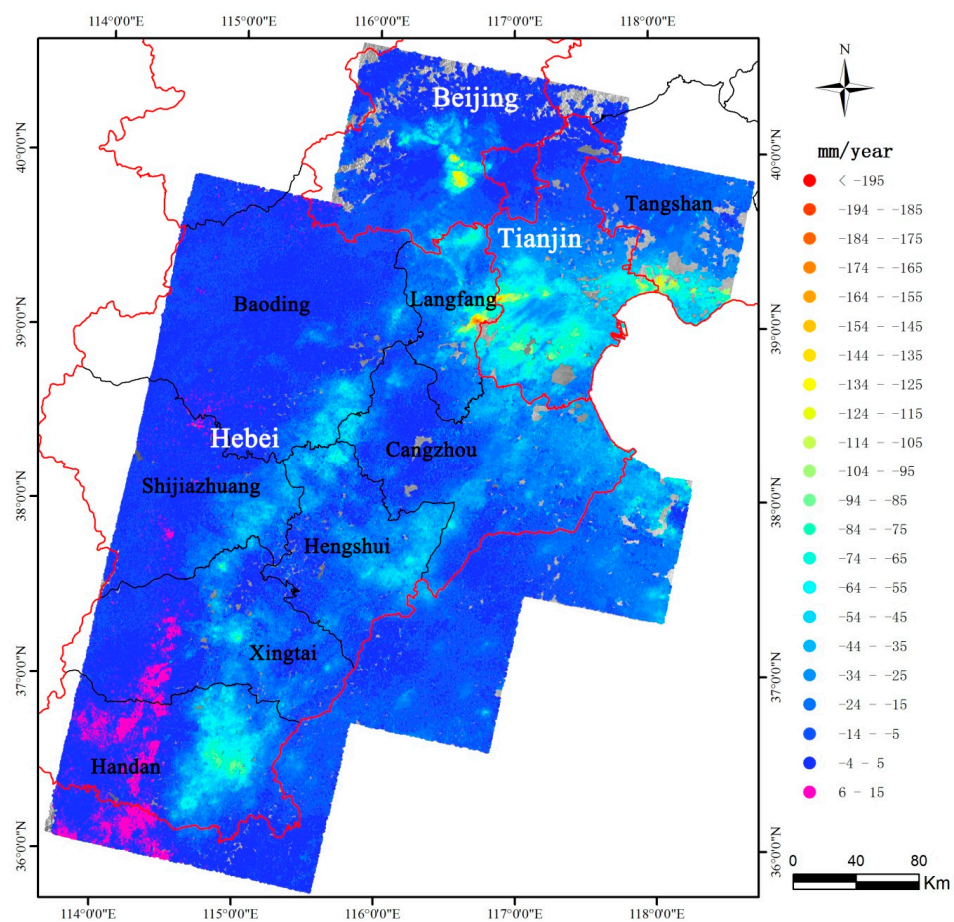 114°0'0"E 115°0'0"E 116°0'0"E 117°0'0"E 118°0'0"E
40°0'0"N
39°0'0"N
38°0'0"N
37°0'0"N
36°0'0"N
Beijing
Tangshan
Tianjin
Baoding
Langfang
Hebei
Cangzhou
Shijiazhuang
Hengshui
Xingtai
Handan
40°0'0"N
39°0'0"N
38°0'0"N
37°0'0"N
36°0'0"N
114°0'0"E 115°0'0"E 116°0'0"E 117°0'0"E 118°0'0"E
N
mm/year
< -195
-194 - -185
-184 - -175
-174 - -165
-164 - -155
-154 - -145
-144 - -135
-134 - -125
-124 - -115
-114 - -105
-104 - -95
-94 - -85
-84 - -75
-74 - -65
-64 - -55
-54 - -45
-44 - -35
-34 - -25
-24 - -15
-14 - -5
-4 - 5
6 - 15
0 40 80
Km